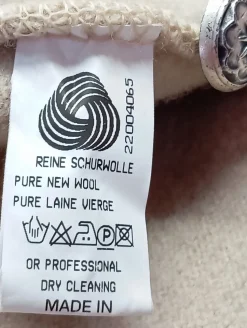 22004065
REINE SCHURWOLLE
PURE NEW WOOL
PURE LAINE VIERGE
P
OR PROFESSIONAL
DRY CLEANING
MADE IN